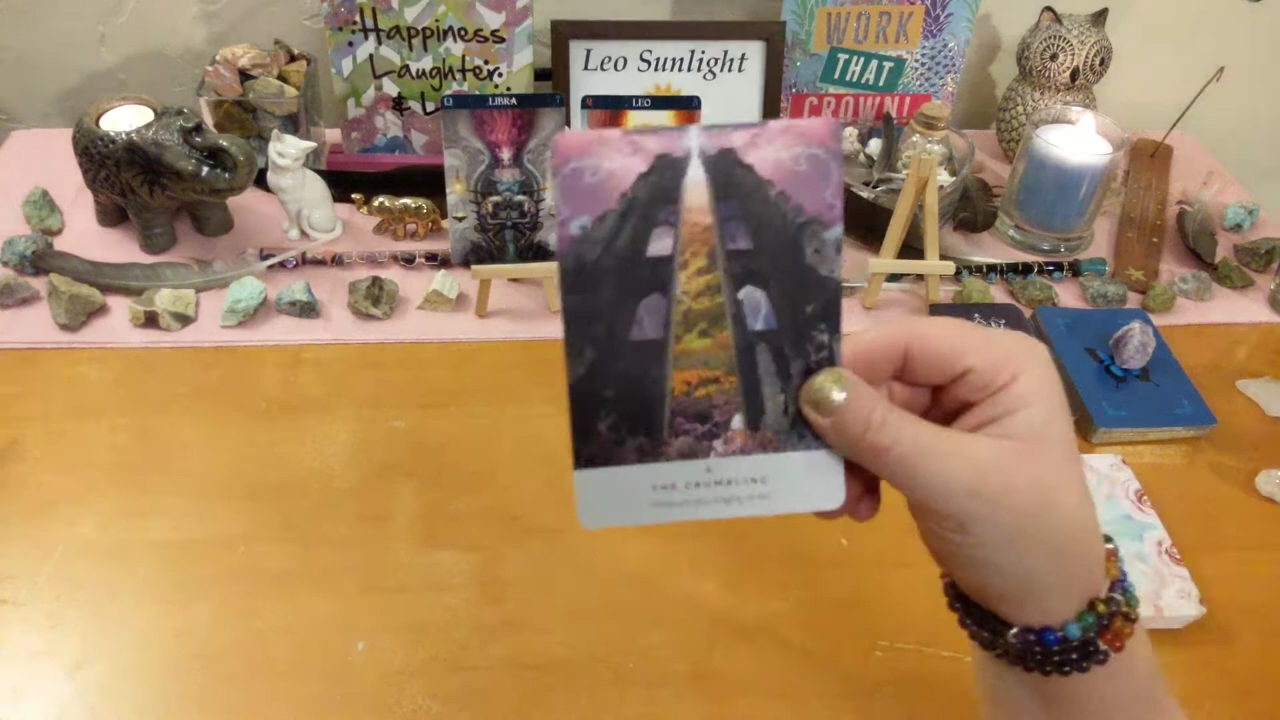 Happiness
Laughter
& L
Leo Sunlight
WORK
THAT
CROWN!
LIBRA
LEO
THE CRUMBLING